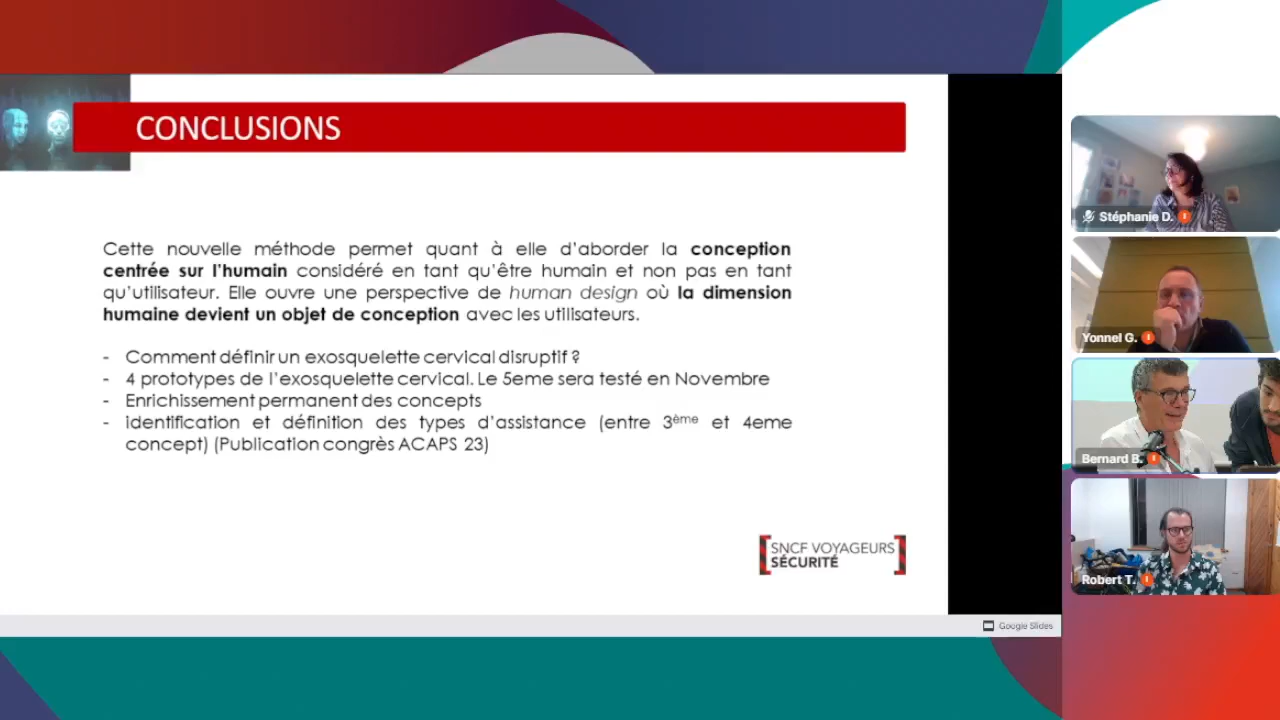 CONCLUSIONS
Cette nouvelle méthode permet quant à elle d'aborder la conception
centrée sur l'humain considéré en tant qu'être humain et non pas en tant
qu'utilisateur. Elle ouvre une perspective de human design où la dimension
humaine devient un objet de conception avec les utilisateurs.
- Comment définir un exosquelette cervical disruptif ?
- 4 prototypes de l'exosquelette cervical. Le 5eme sera testé en Novembre
- Enrichissement permanent des concepts
- identification et définition des types d'assistance (entre 3ème et 4eme
concept) (Publication congrès ACAPS 23)
SNCF VOYAGEURS
SÉCURITÉ
Google Slides
Stéphanie D.
Yonnel G.
Bernard B.
Robert T.